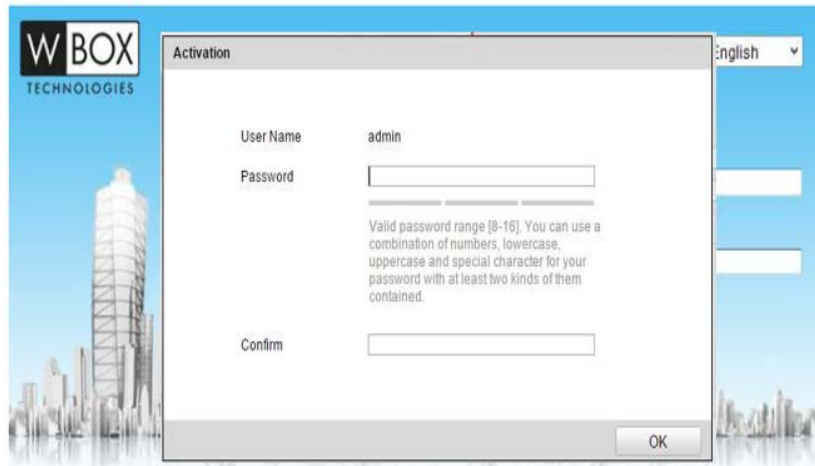 W BOX
TECHNOLOGIES
Activation
English
User Name
admin
Password
Valid password range [8-16]. You can use a
combination of numbers, lowercase,
uppercase and special character for your
password with at least two kinds of them
contained.
Confirm
OK